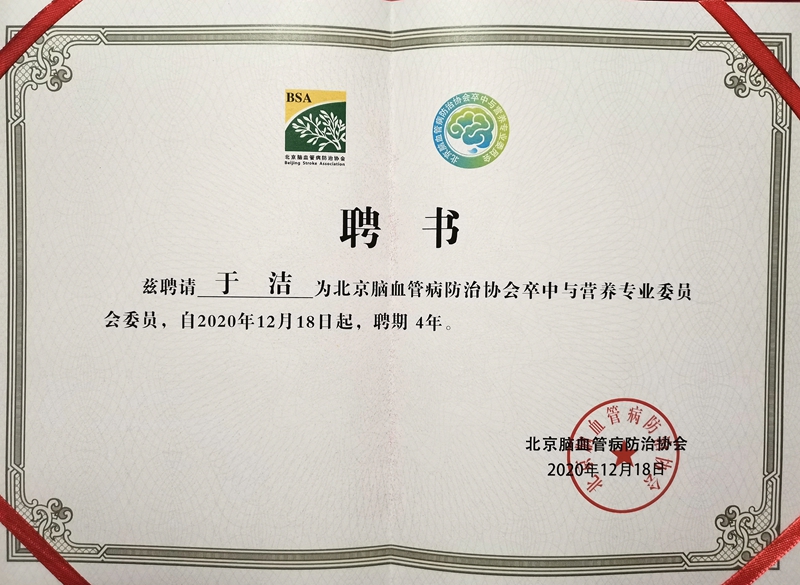 BSA
北京脑血管病防治协会
Beijing Stroke Association
北京脑血管病防治协会卒中与营养专业委员会
聘 书
兹聘请 于 洁 为北京脑血管病防治协会卒中与营养专业委员
会委员，自2020年12月18日起，聘期 4年。
北京脑血管病防治协会
2020年12月18日
北京脑血管病防治协会